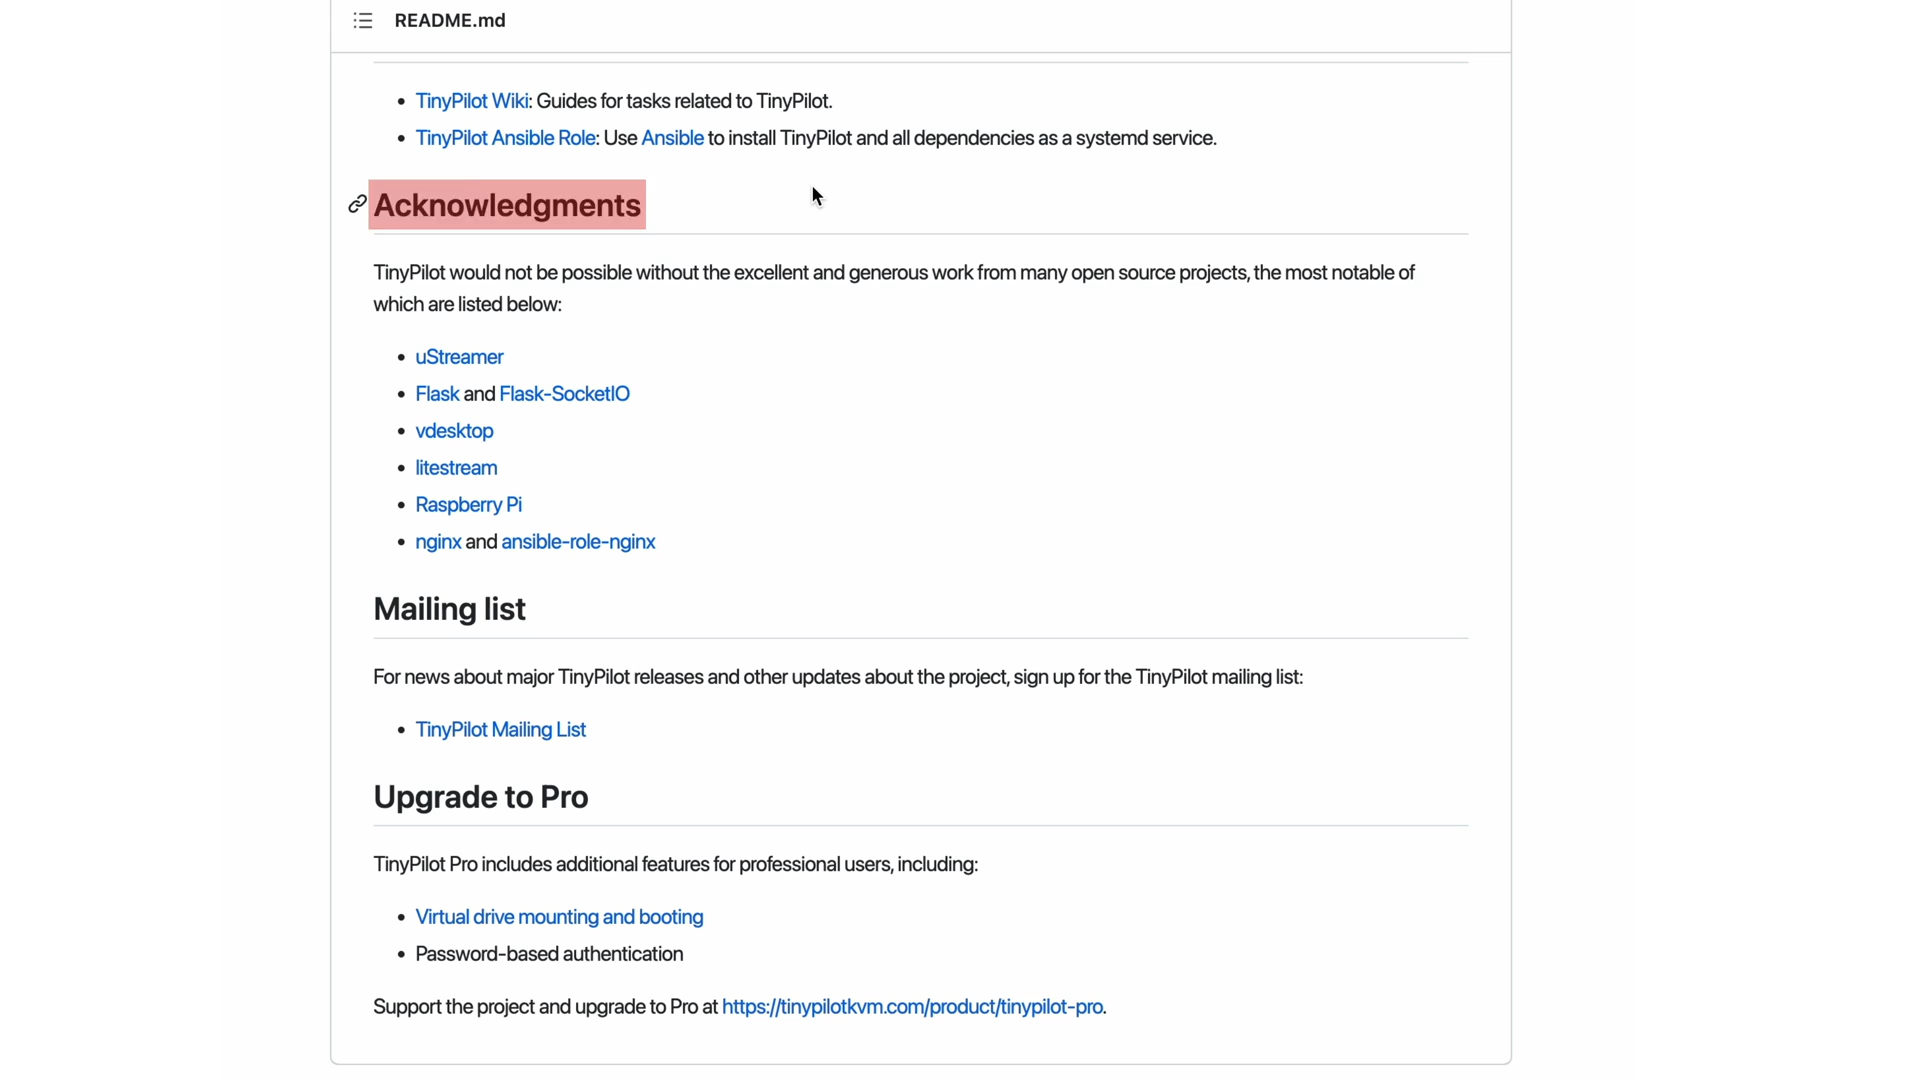 README.md
TinyPilot Wiki: Guides for tasks related to TinyPilot.
TinyPilot Ansible Role: Use Ansible to install TinyPilot and all dependencies as a systemd service.
Acknowledgments
TinyPilot would not be possible without the excellent and generous work from many open source projects, the most notable of
which are listed below:
uStreamer
Flask and Flask-SocketIO
vdesktop
litestream
Raspberry Pi
nginx and ansible-role-nginx
Mailing list
For news about major TinyPilot releases and other updates about the project, sign up for the TinyPilot mailing list:
TinyPilot Mailing List
Upgrade to Pro
TinyPilot Pro includes additional features for professional users, including:
Virtual drive mounting and booting
Password-based authentication
Support the project and upgrade to Pro at https://tinypilotkvm.com/product/tinypilot-pro.